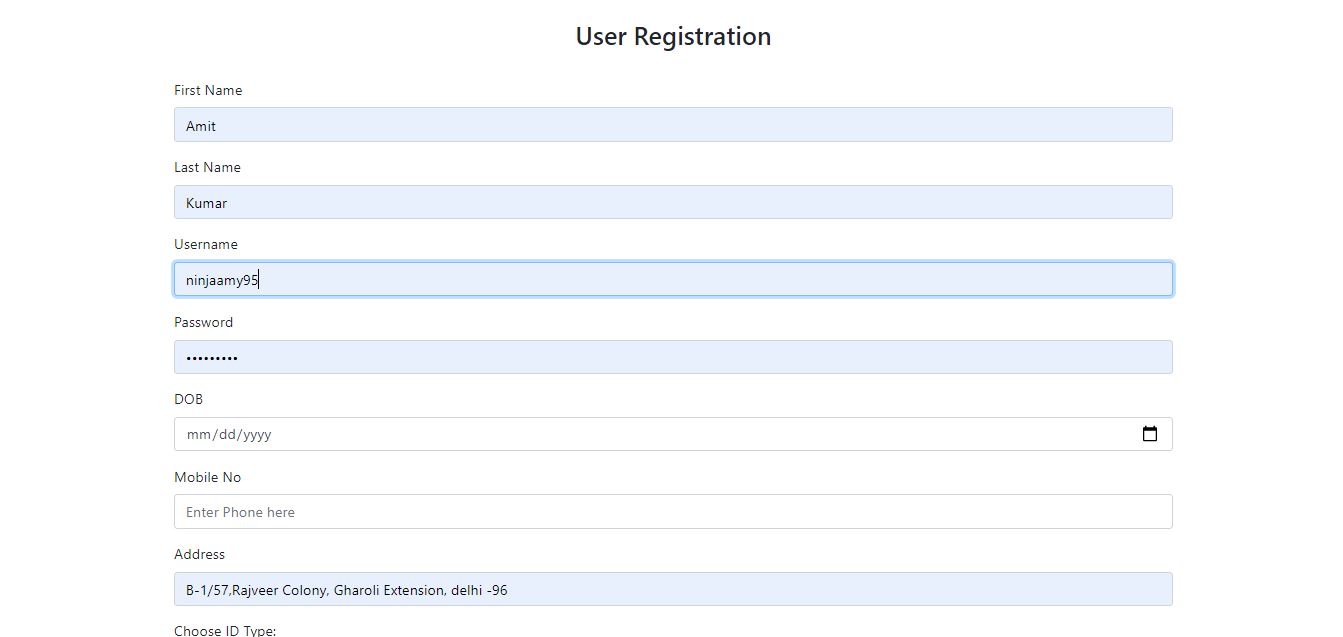 User Registration
First Name
Amit
Last Name
Kumar
Username
ninjaamy95
Password
•••••••••
DOB
mm/dd/yyyy
Mobile No
Enter Phone here
Address
B-1/57,Rajveer Colony, Gharoli Extension, delhi -96
Choose ID Type: